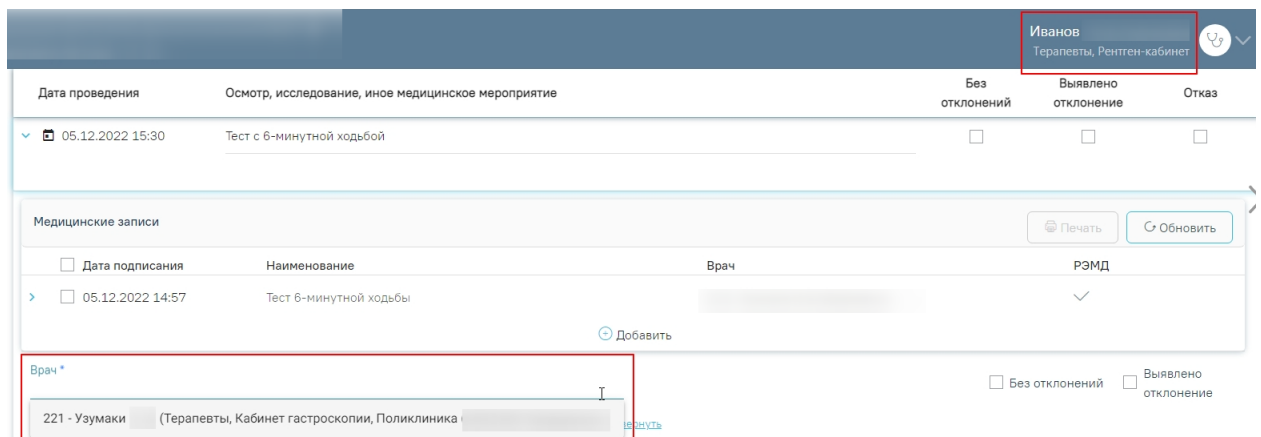 Иванов
Терапевты, Рентген-кабинет
Дата проведения Осмотр, исследование, иное медицинское мероприятие Без отклонений Выявлено отклонение Отказ
05.12.2022 15:30 Тест с 6-минутной ходьбой
Медицинские записи Печать Обновить
Дата подписания Наименование Врач РЭМД
05.12.2022 14:57 Тест 6-минутной ходьбы
Добавить
Врач *
Без отклонений Выявлено отклонение
221 - Узумаки (Терапевты, Кабинет гастроскопии, Поликлиника